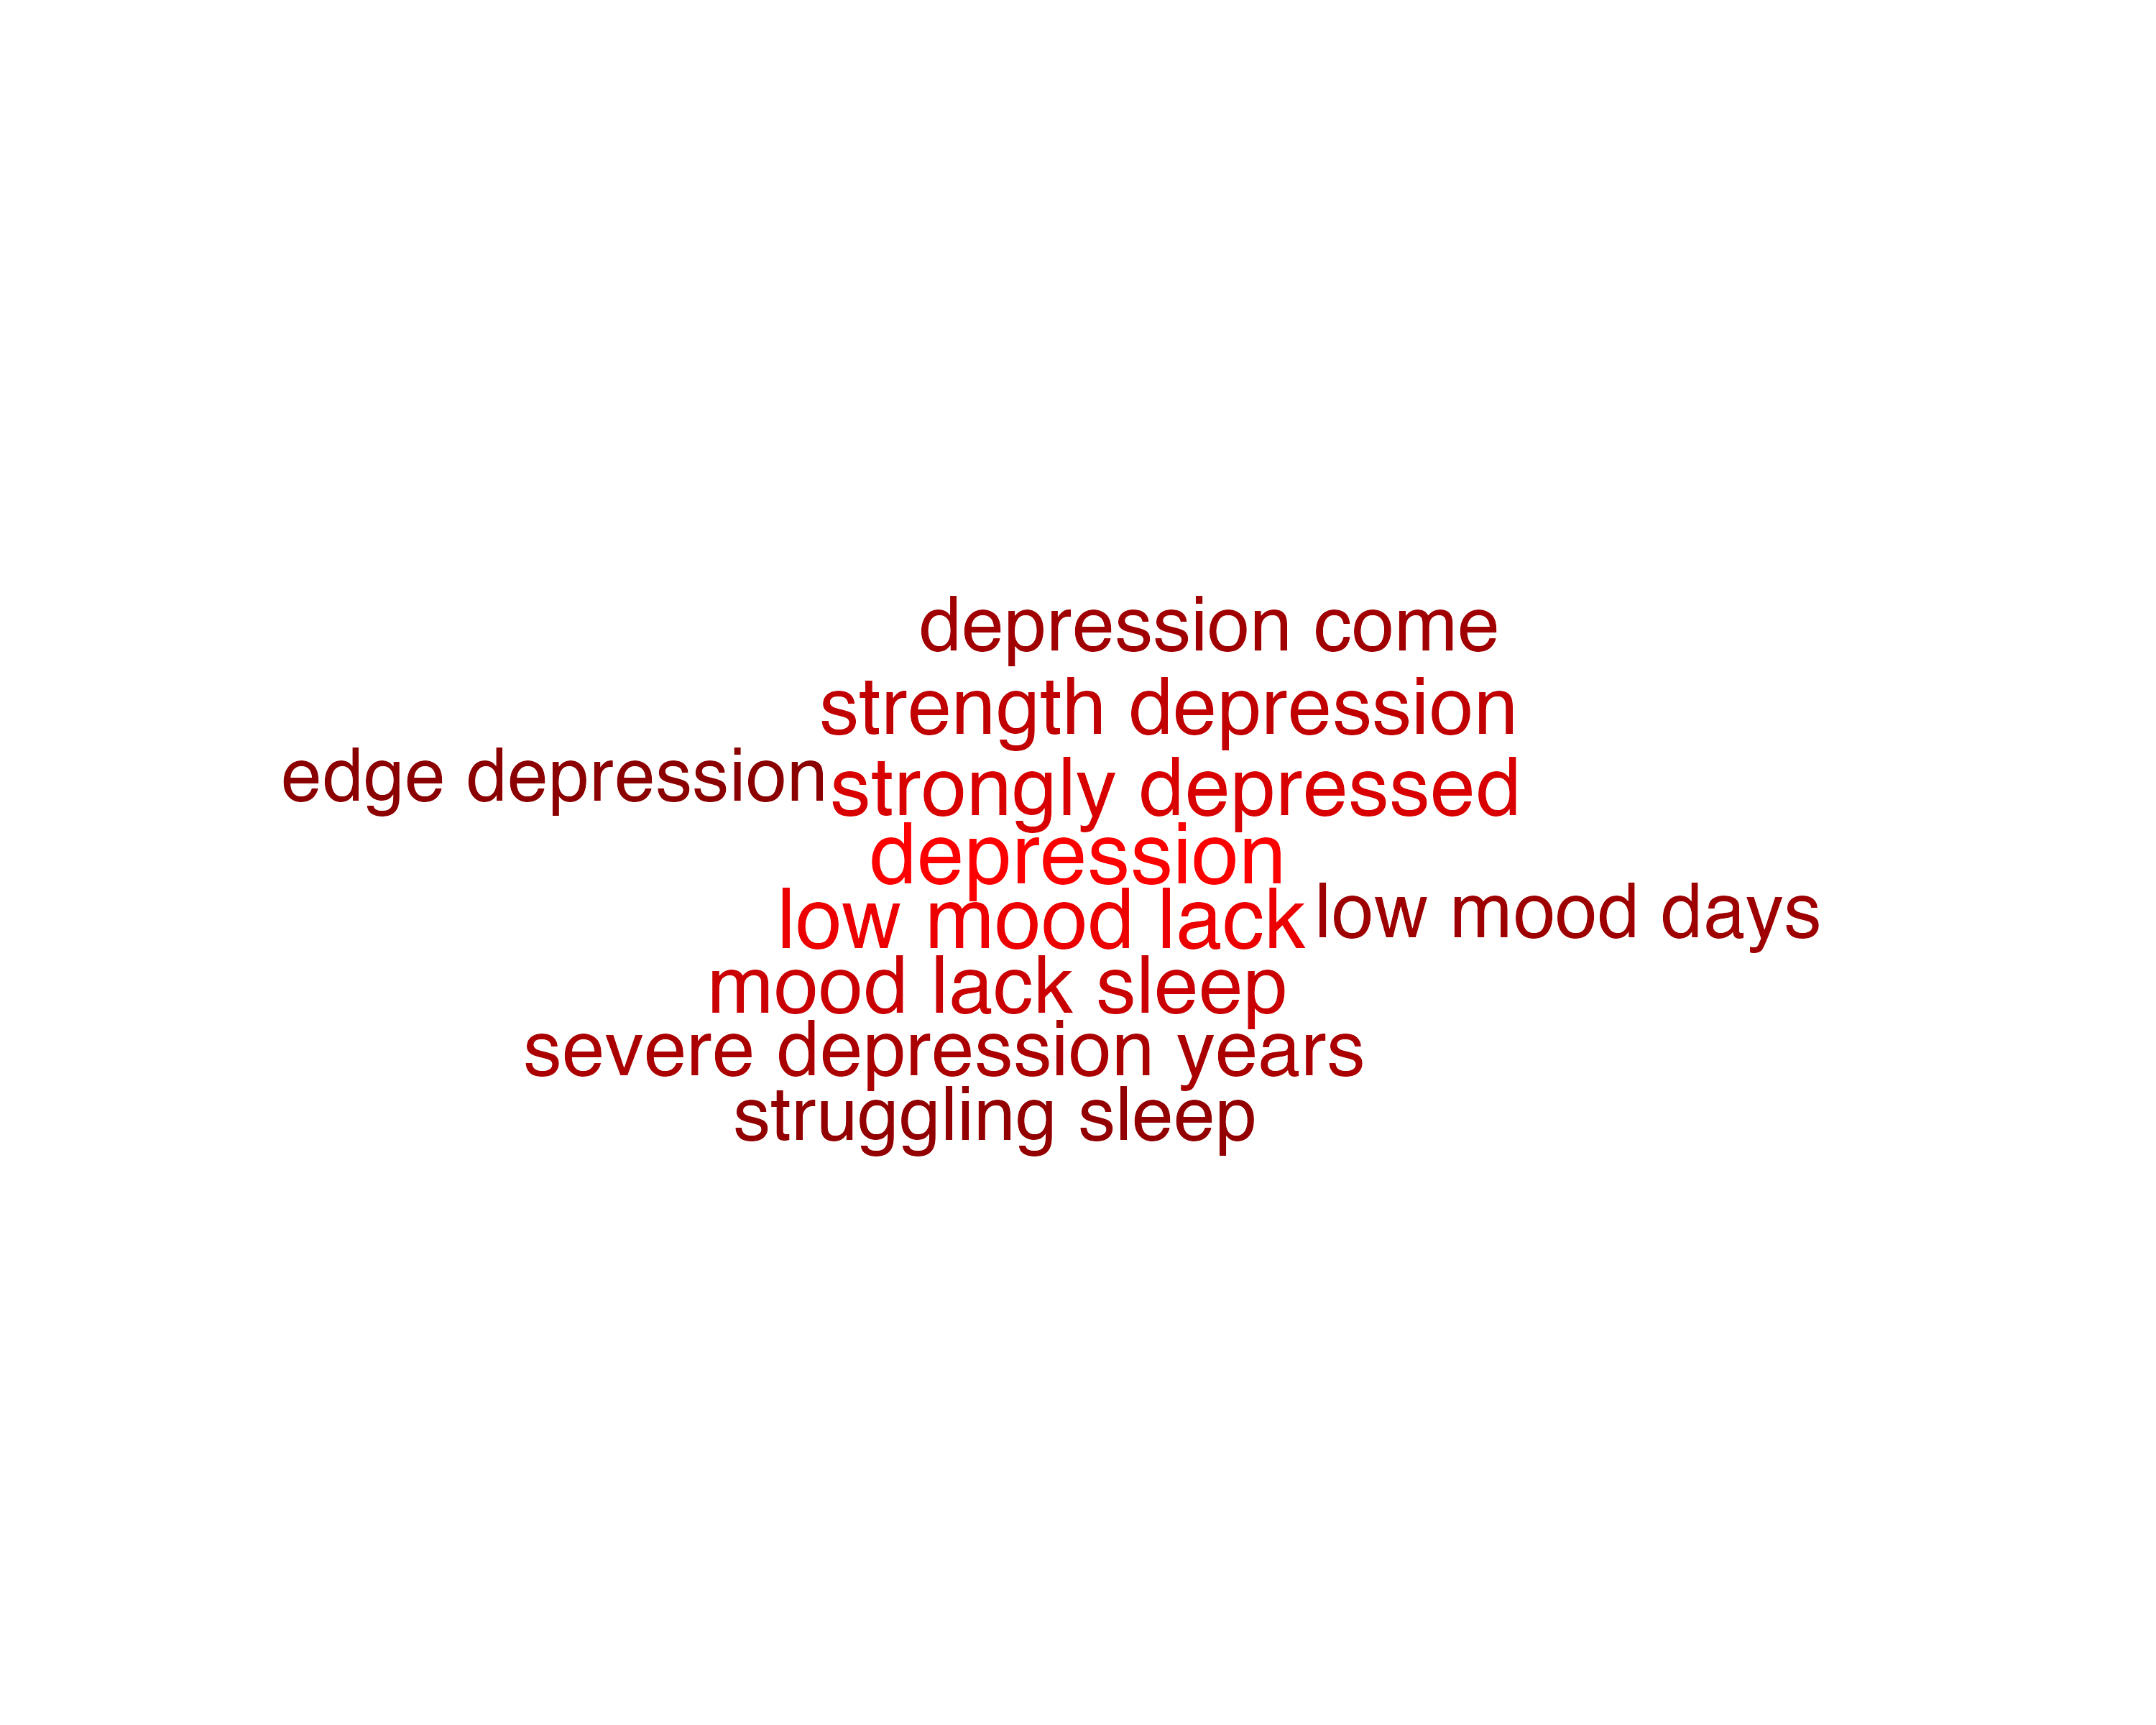 depression come
strength depression
edge depression
strongly depressed
depression
low mood lack
low mood days
mood lack sleep
severe depression years
struggling sleep